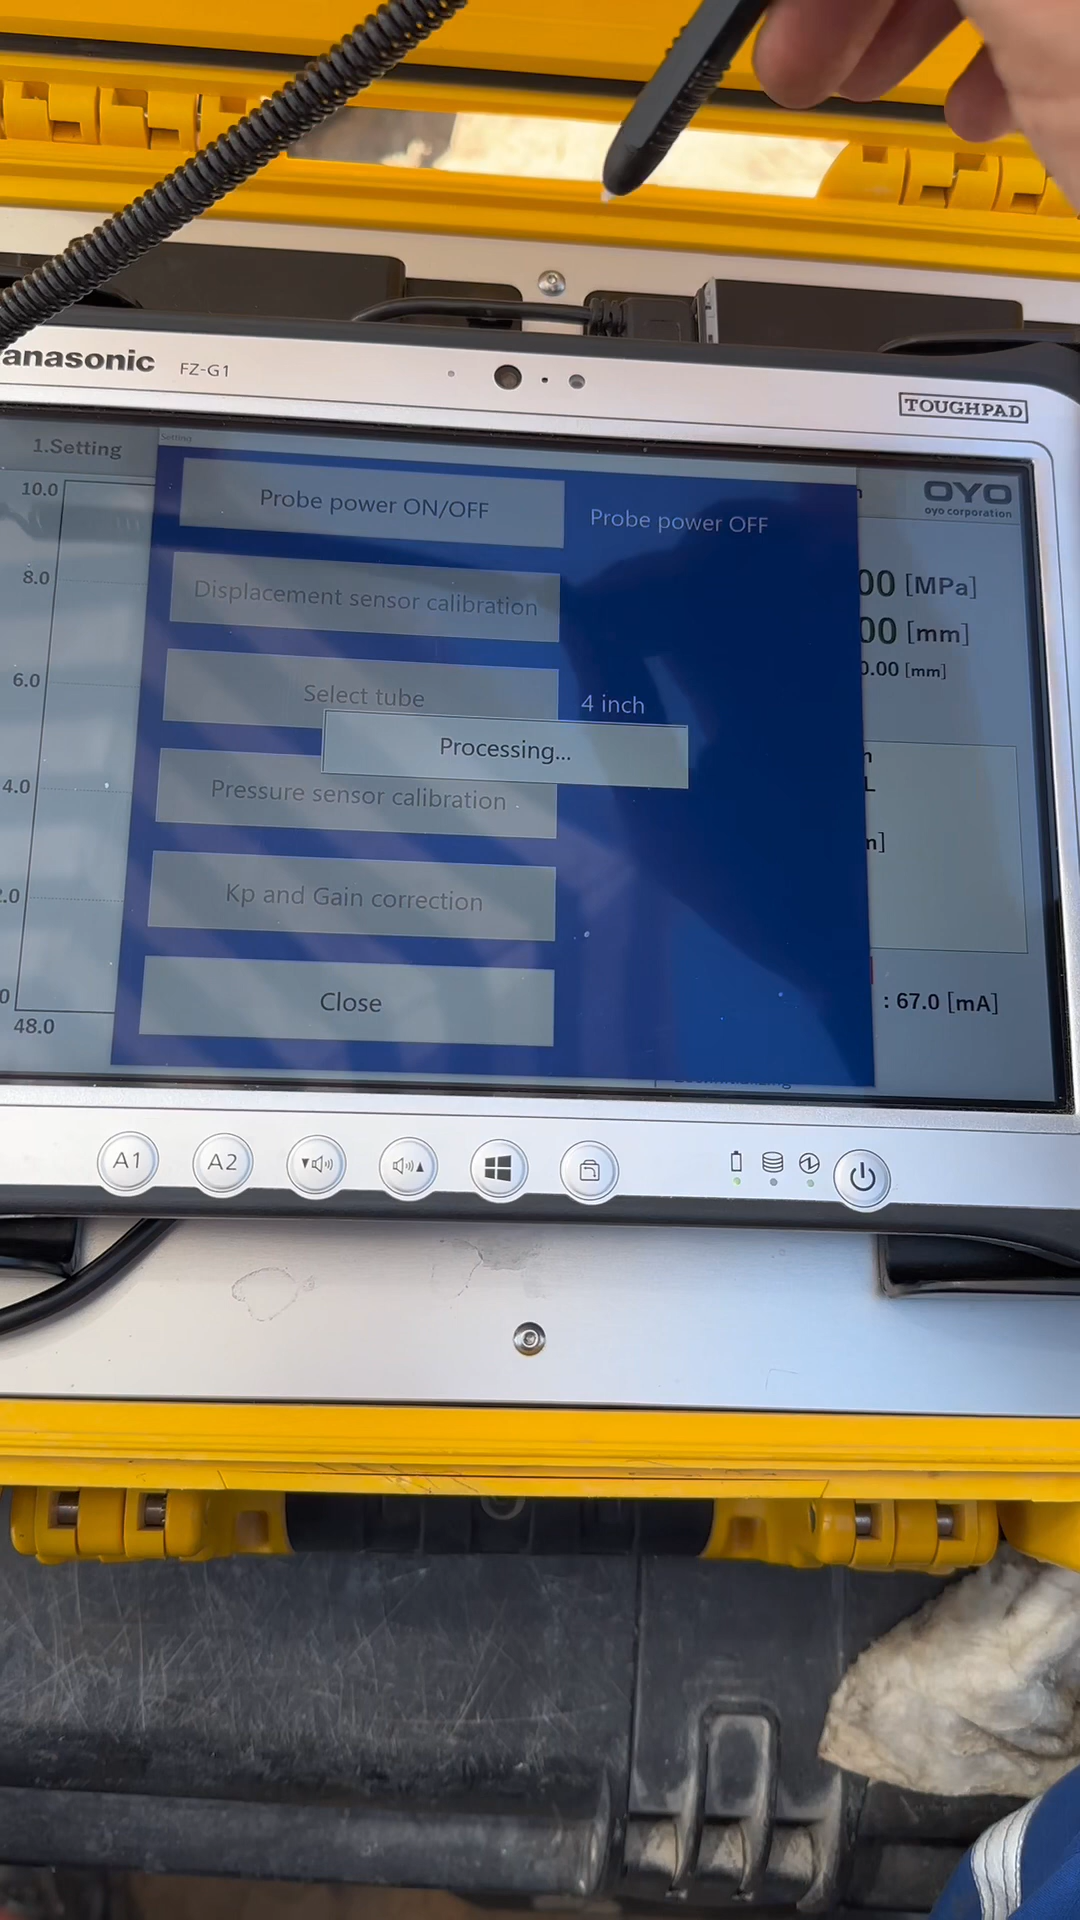 anasonic FZ-G1
TOUGHPAD
1.Setting
Setting
OYO
oyo corporation
10.0
8.0
6.0
4.0
.0
0
48.0
Probe power ON/OFF
Probe power OFF
Displacement sensor calibration
Select tube
4 inch
Processing...
Pressure sensor calibration
Kp and Gain correction
Close
00 [MPa]
00 [mm]
0.00 [mm]
L
: 67.0 [mA]
A1
A2